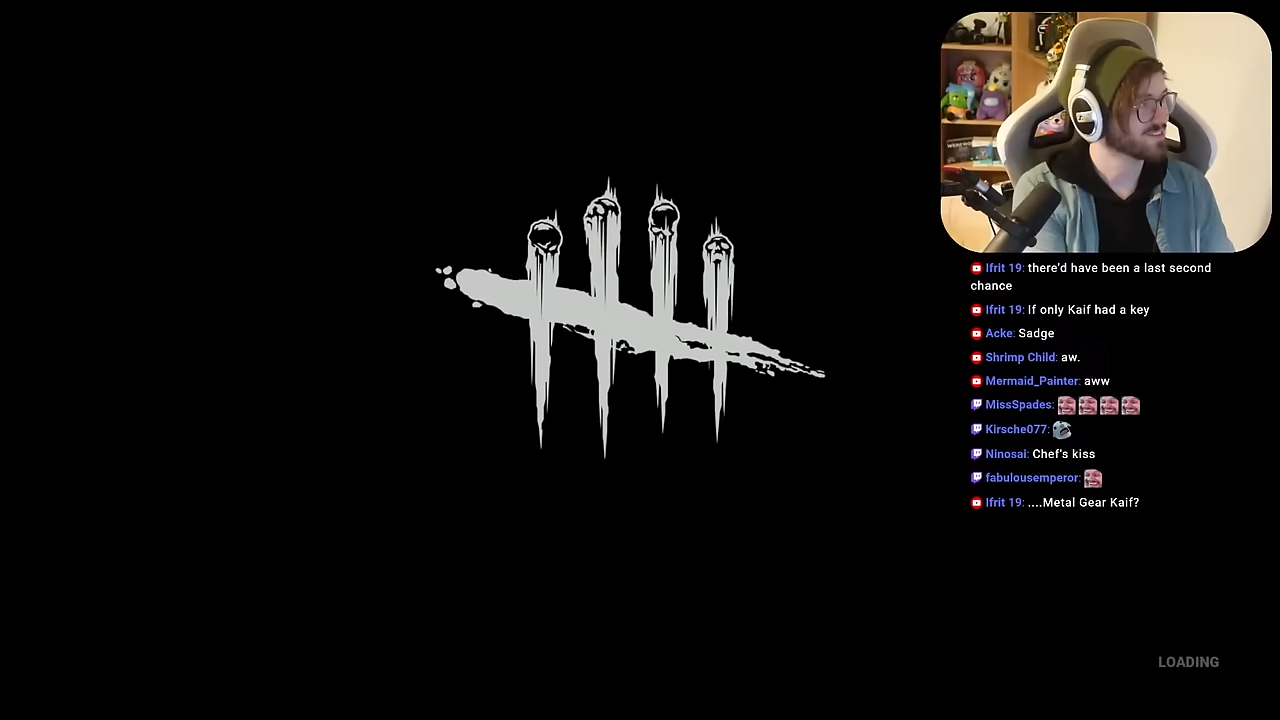 Ifrit 19: there'd have been a last second
chance
Ifrit 19: If only Kaif had a key
Acke: Sadge
Shrimp Child: aw.
Mermaid_Painter: aww
MissSpades:
Kirsche077:
Ninosai: Chef's kiss
fabulousemperor:
Ifrit 19: ....Metal Gear Kaif?
LOADING